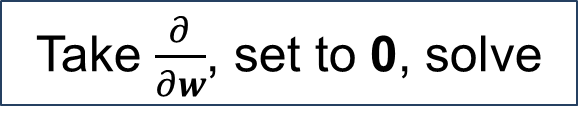 Take ∂/∂w, set to 0, solve